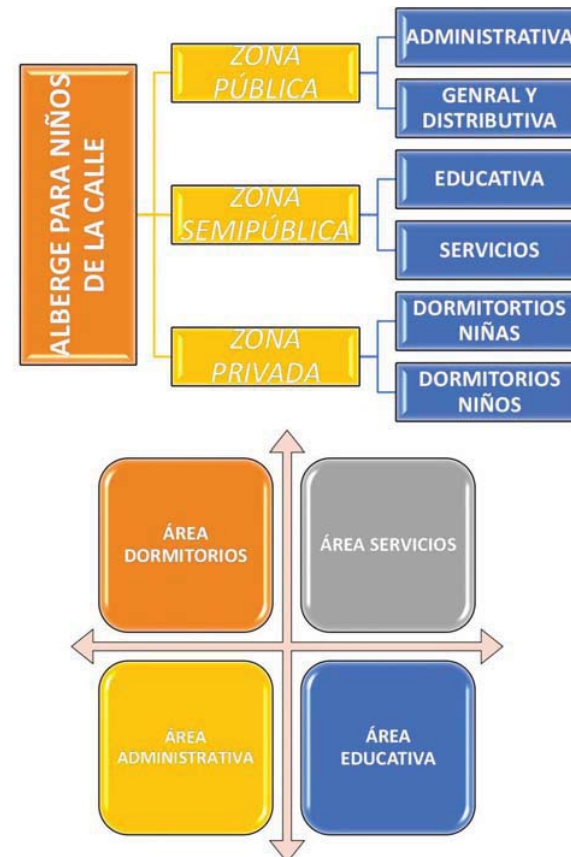 ALBERGE PARA NIÑOS
DE LA CALLE
ZONA
PÚBLICA
ADMINISTRATIVA
GENRAL Y
DISTRIBUTIVA
ZONA
SEMIPÚBLICA
EDUCATIVA
SERVICIOS
ZONA
PRIVADA
DORMITORTIOS
NIÑAS
DORMITORIOS
NIÑOS
ÁREA
DORMITORIOS
ÁREA SERVICIOS
ÁREA
ADMINISTRATIVA
ÁREA
EDUCATIVA